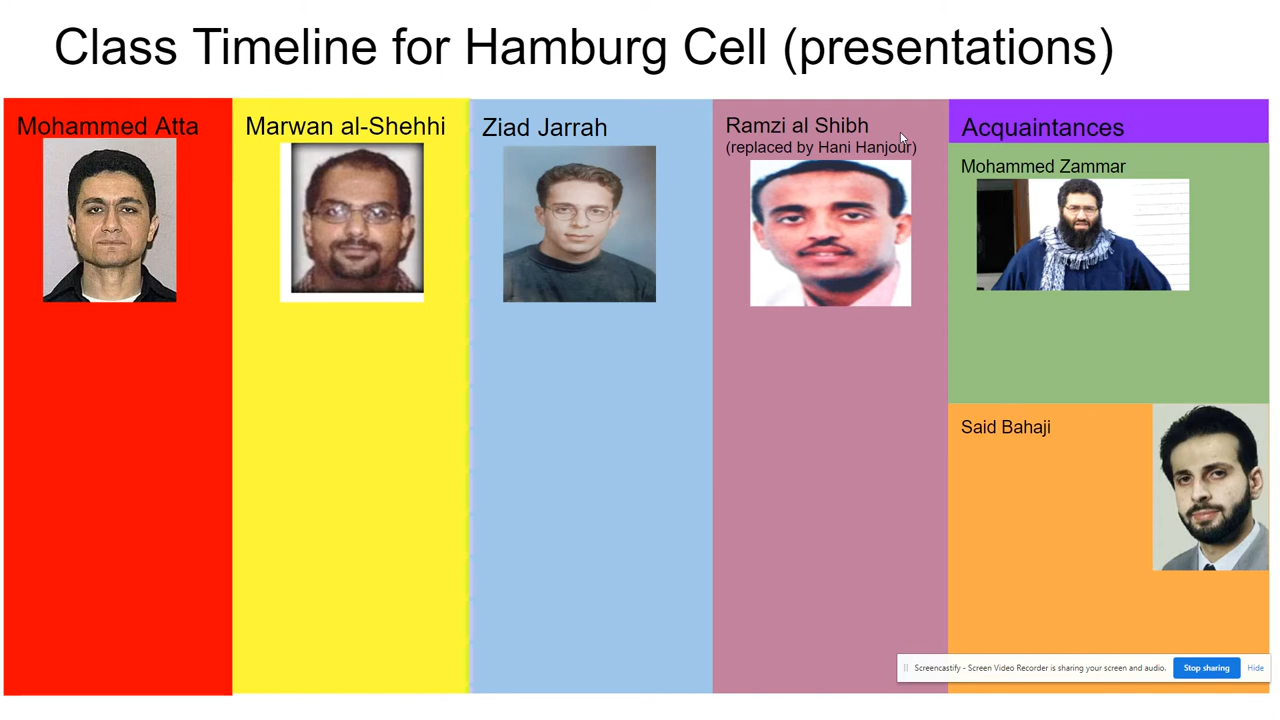 Class Timeline for Hamburg Cell (presentations)
Mohammed Atta
Marwan al-Shehhi
Ziad Jarrah
Ramzi al Shibh
(replaced by Hani Hanjour)
Acquaintances
Mohammed Zammar
Said Bahaji
Screencastify - Screen Video Recorder is sharing your screen and audio.
Stop sharing
Hide